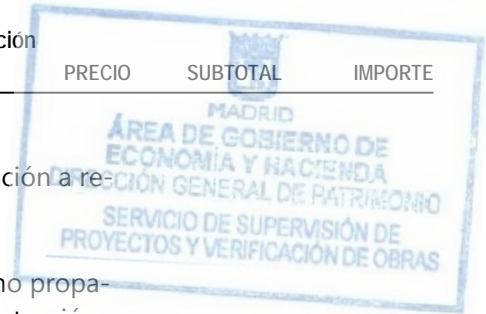 ción
PRECIO SUBTOTAL IMPORTE
MADRID
ÁREA DE GOBIERNO DE
ECONOMÍA Y HACIENDA
ción a re-
DIRECCIÓN GENERAL DE PATRIMONIO
SERVICIO DE SUPERVISIÓN DE
PROYECTOS Y VERIFICACIÓN DE OBRAS
no propa-